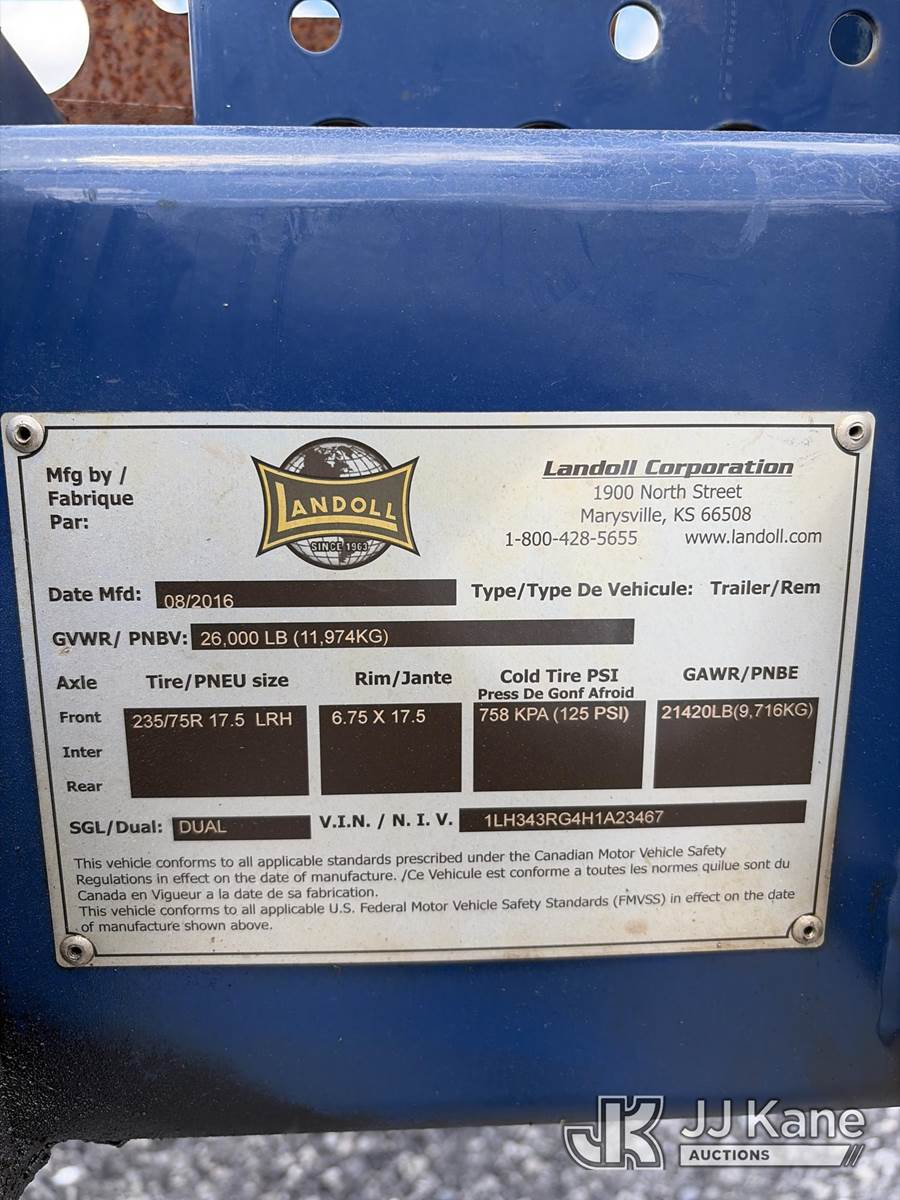 Mfg by /
Fabrique
Par:
LANDOLL
SINCE 1963
Landoll Corporation
1900 North Street
Marysville, KS 66508
1-800-428-5655 www.landoll.com
Date Mfd: 08/2016 Type/Type De Vehicule: Trailer/Rem
GVWR/ PNBV: 26,000 LB (11,974KG)
Axle Tire/PNEU size Rim/Jante Cold Tire PSI GAWR/PNBE
Press De Gonf Afroid
Front 235/75R 17.5 LRH 6.75 X 17.5 758 KPA (125 PSI) 21420LB(9,716KG)
Inter
Rear
SGL/Dual: DUAL V.I.N. / N. I. V. 1LH343RG4H1A23467
This vehicle conforms to all applicable standards prescribed under the Canadian Motor Vehicle Safety
Regulations in effect on the date of manufacture. /Ce Vehicule est conforme a toutes les normes quilue sont du
Canada en Vigueur a la date de sa fabrication.
This vehicle conforms to all applicable U.S. Federal Motor Vehicle Safety Standards (FMVSS) in effect on the date
of manufacture shown above.
JK JJ Kane
AUCTIONS